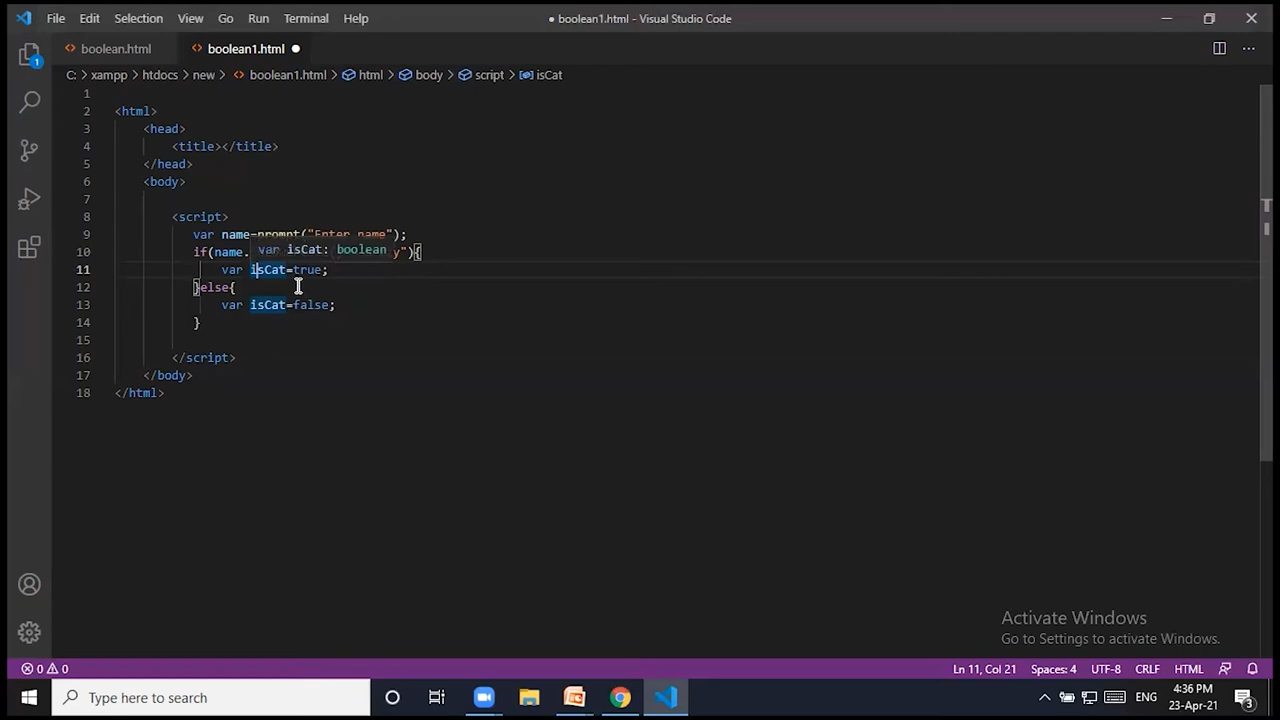 File Edit Selection View Go Run Terminal Help
● boolean1.html - Visual Studio Code
boolean.html
boolean1.html ●
C: > xampp > htdocs > new > boolean1.html > html > body > script > isCat
1
2 <html>
3 <head>
4 <title></title>
5 </head>
6 <body>
7
8 <script>
9 var name=prompt("Enter name");
var isCat: boolean
10 if(name. y"){
11 var isCat=true;
12 }else{
13 var isCat=false;
14 }
15
16 </script>
17 </body>
18 </html>
1
Activate Windows
Go to Settings to activate Windows.
0 0
Ln 11, Col 21 Spaces: 4 UTF-8 CRLF HTML
Type here to search
ENG
4:36 PM
23-Apr-21
3